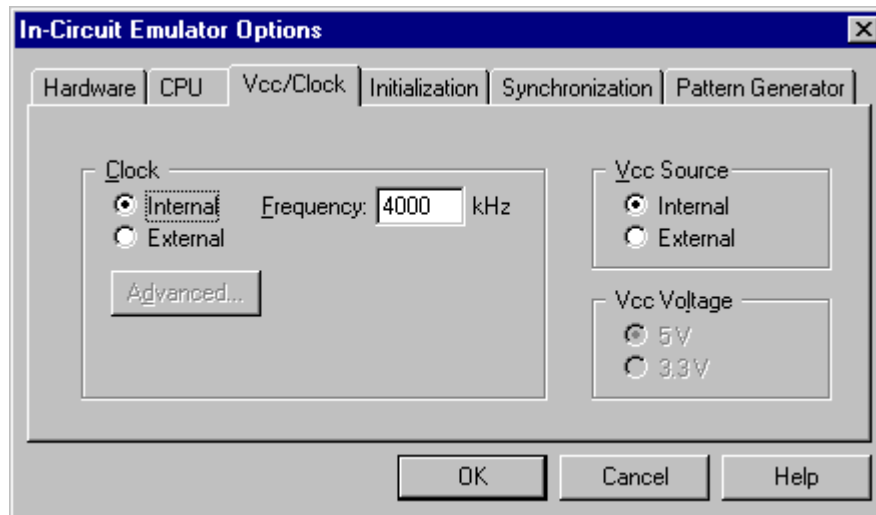 In-Circuit Emulator Options
Hardware CPU Vcc/Clock Initialization Synchronization Pattern Generator
Clock Vcc Source
Internal Frequency: 4000 kHz Internal
External External
Advanced...
Vcc Voltage
5V
3.3V
OK Cancel Help